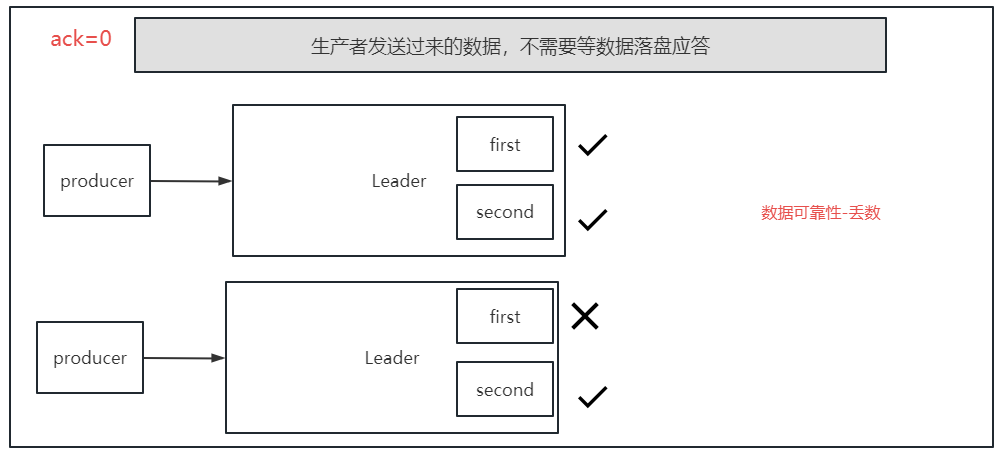 ack=0
生产者发送过来的数据，不需要等数据落盘应答
producer
Leader
first
second
数据可靠性-丢数
producer
Leader
first
second